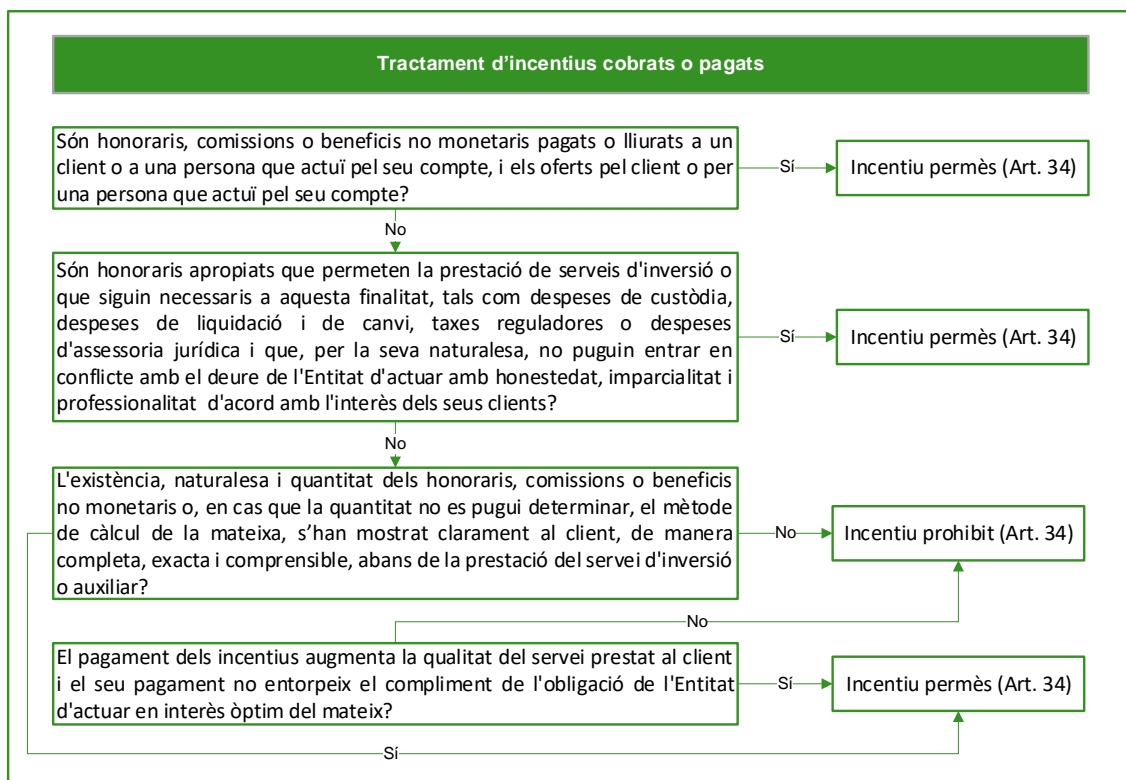 Tractament d'incentius cobrats o pagats
Són honoraris, comissions o beneficis no monetaris pagats o lliurats a un
client o a una persona que actuï pel seu compte, i els oferts pel client o per
una persona que actuï pel seu compte?
Sí
Incentiu permès (Art. 34)
No
Són honoraris apropiats que permeten la prestació de serveis d'inversió o
que siguin necessaris a aquesta finalitat, tals com despeses de custòdia,
despeses de liquidació i de canvi, taxes reguladores o despeses
d'assessoria jurídica i que, per la seva naturalesa, no puguin entrar en
conflicte amb el deure de l'Entitat d'actuar amb honestedat, imparcialitat i
professionalitat d'acord amb l'interès dels seus clients?
Sí
Incentiu permès (Art. 34)
No
L'existència, naturalesa i quantitat dels honoraris, comissions o beneficis
no monetaris o, en cas que la quantitat no es pugui determinar, el mètode
de càlcul de la mateixa, s’han mostrat clarament al client, de manera
completa, exacta i comprensible, abans de la prestació del servei d'inversió
o auxiliar?
No
Incentiu prohibit (Art. 34)
No
El pagament dels incentius augmenta la qualitat del servei prestat al client
i el seu pagament no entorpeix el compliment de l'obligació de l'Entitat
d'actuar en interès òptim del mateix?
Sí
Incentiu permès (Art. 34)
Sí